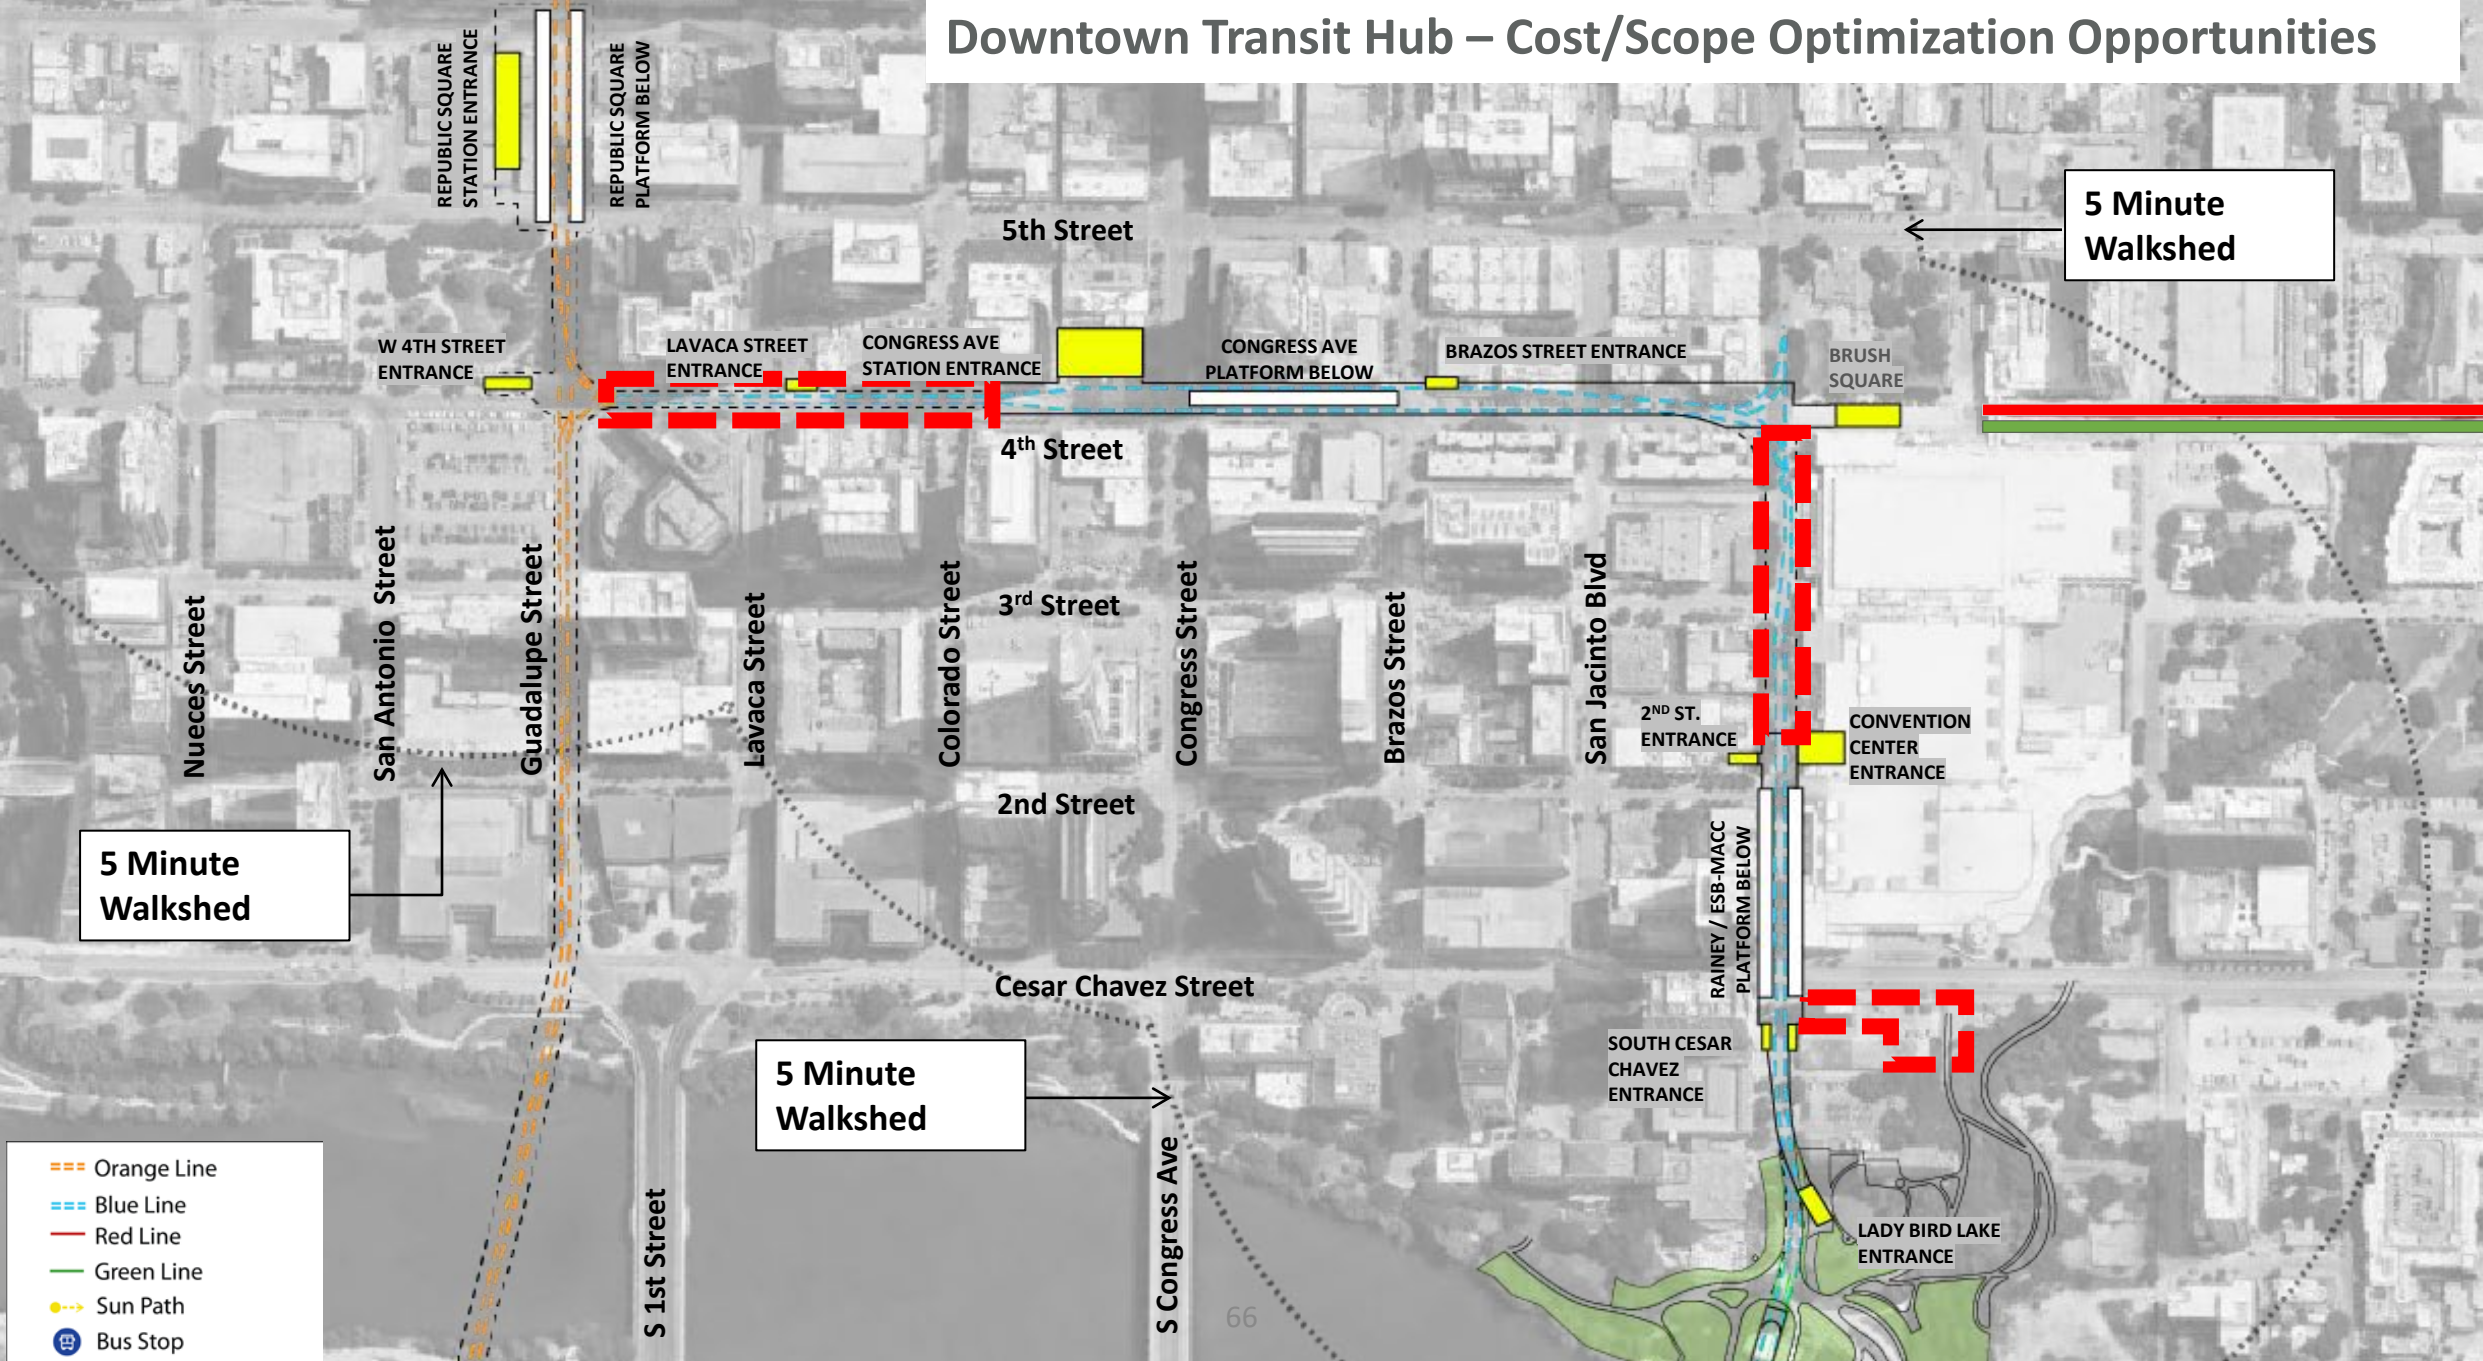 Downtown Transit Hub – Cost/Scope Optimization Opportunities
REPUBLIC SQUARE
STATION ENTRANCE
REPUBLIC SQUARE
PLATFORM BELOW
5 Minute
Walkshed
5th Street
W 4TH STREET
ENTRANCE
LAVACA STREET
ENTRANCE
CONGRESS AVE
STATION ENTRANCE
CONGRESS AVE
PLATFORM BELOW
BRAZOS STREET ENTRANCE
BRUSH
SQUARE
4th Street
3rd Street
Nueces Street
San Antonio Street
Guadalupe Street
Lavaca Street
Colorado Street
Congress Street
Brazos Street
San Jacinto Blvd
2ND ST.
ENTRANCE
CONVENTION
CENTER
ENTRANCE
2nd Street
5 Minute
Walkshed
RAINEY / ESB-MACC
PLATFORM BELOW
Cesar Chavez Street
SOUTH CESAR
CHAVEZ
ENTRANCE
5 Minute
Walkshed
S 1st Street
S Congress Ave
LADY BIRD LAKE
ENTRANCE
Orange Line
Blue Line
Red Line
Green Line
Sun Path
Bus Stop
66